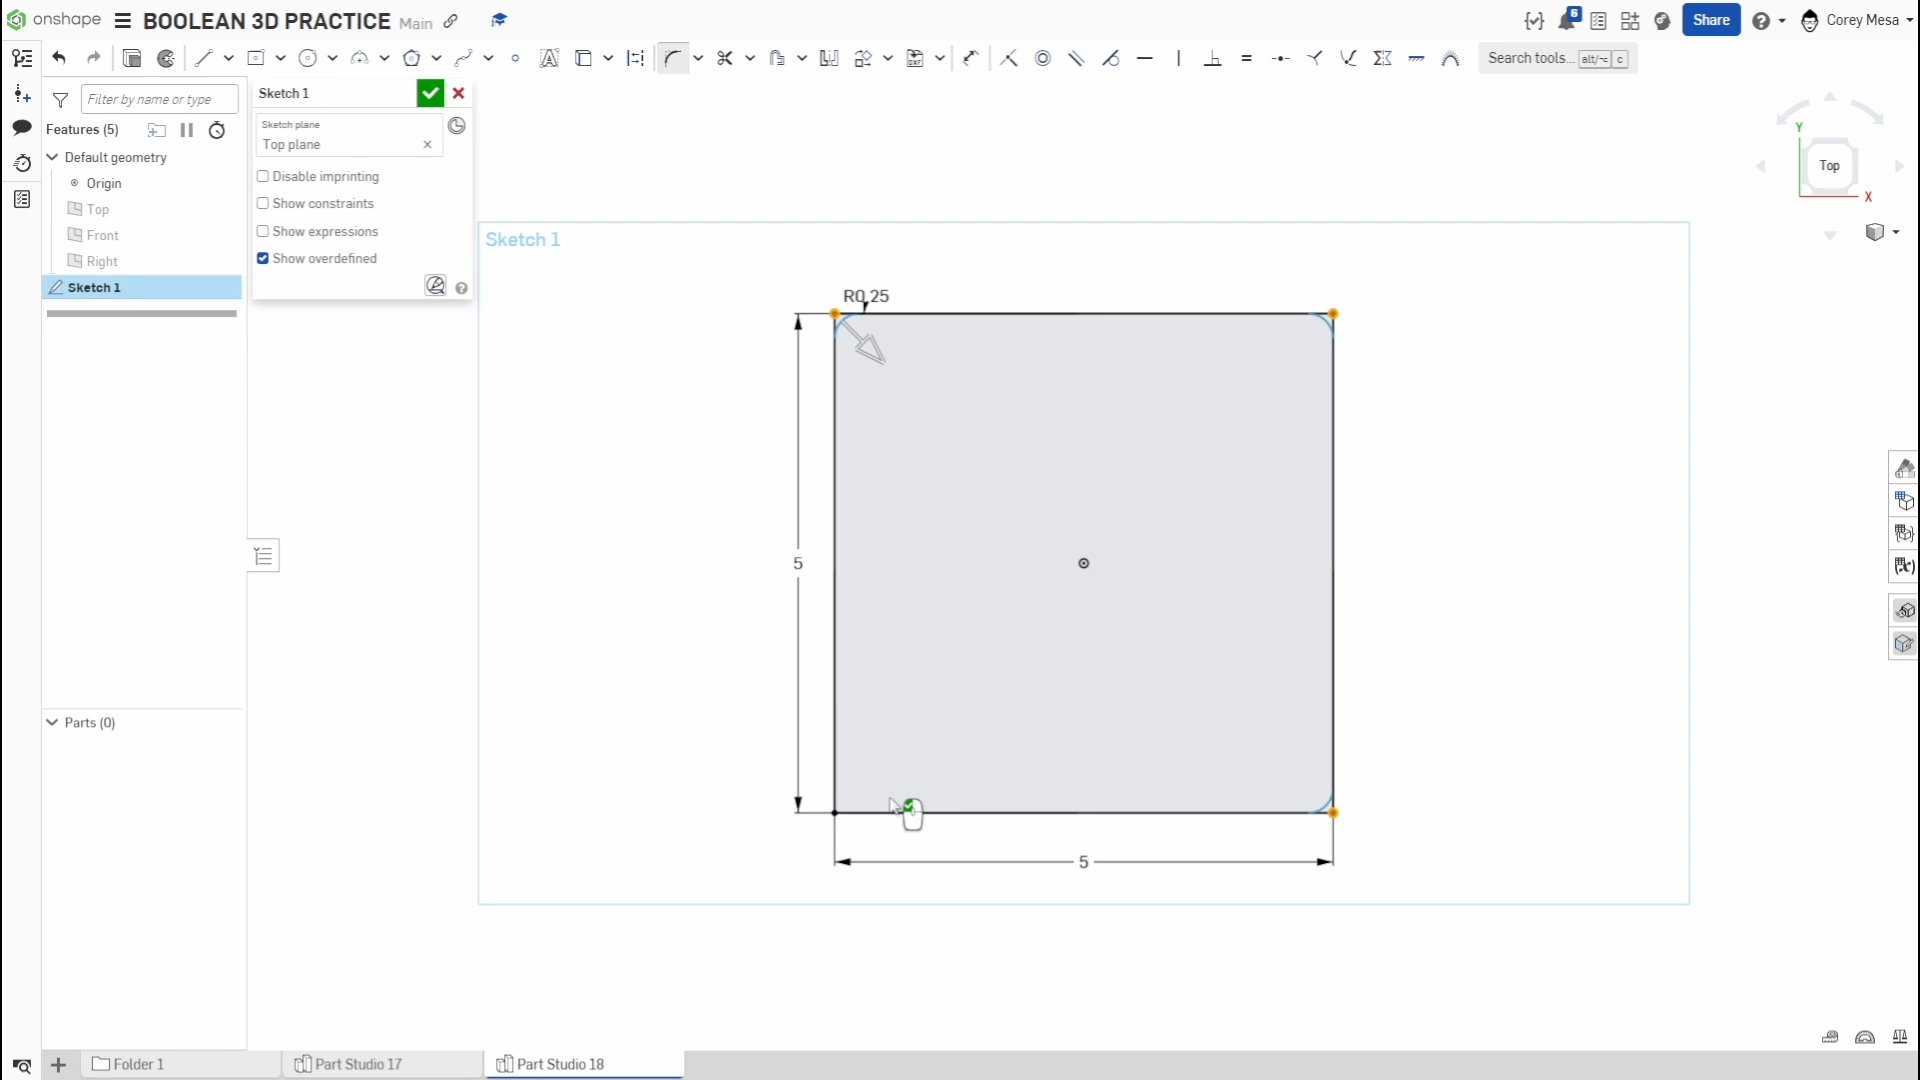 onshape
BOOLEAN 3D PRACTICE Main
6
Share
Corey Mesa
Search tools... alt/⌥ c
Filter by name or type
Features (5)
Default geometry
Origin
Top
Front
Right
Sketch 1
Sketch 1
Sketch plane
Top plane
Disable imprinting
Show constraints
Show expressions
Show overdefined
Sketch 1
R0.25
5
5
Y
Top
X
Parts (0)
Folder 1
Part Studio 17
Part Studio 18